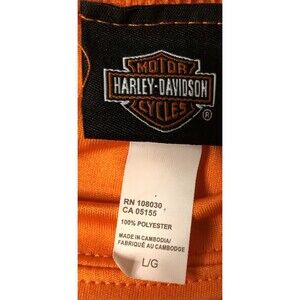 MOTOR
HARLEY-DAVIDSON
CYCLES
®
RN 108030
CA 05155
100% POLYESTER
MADE IN CAMBODIA/
FABRIQUÉ AU CAMBODGE
L/G